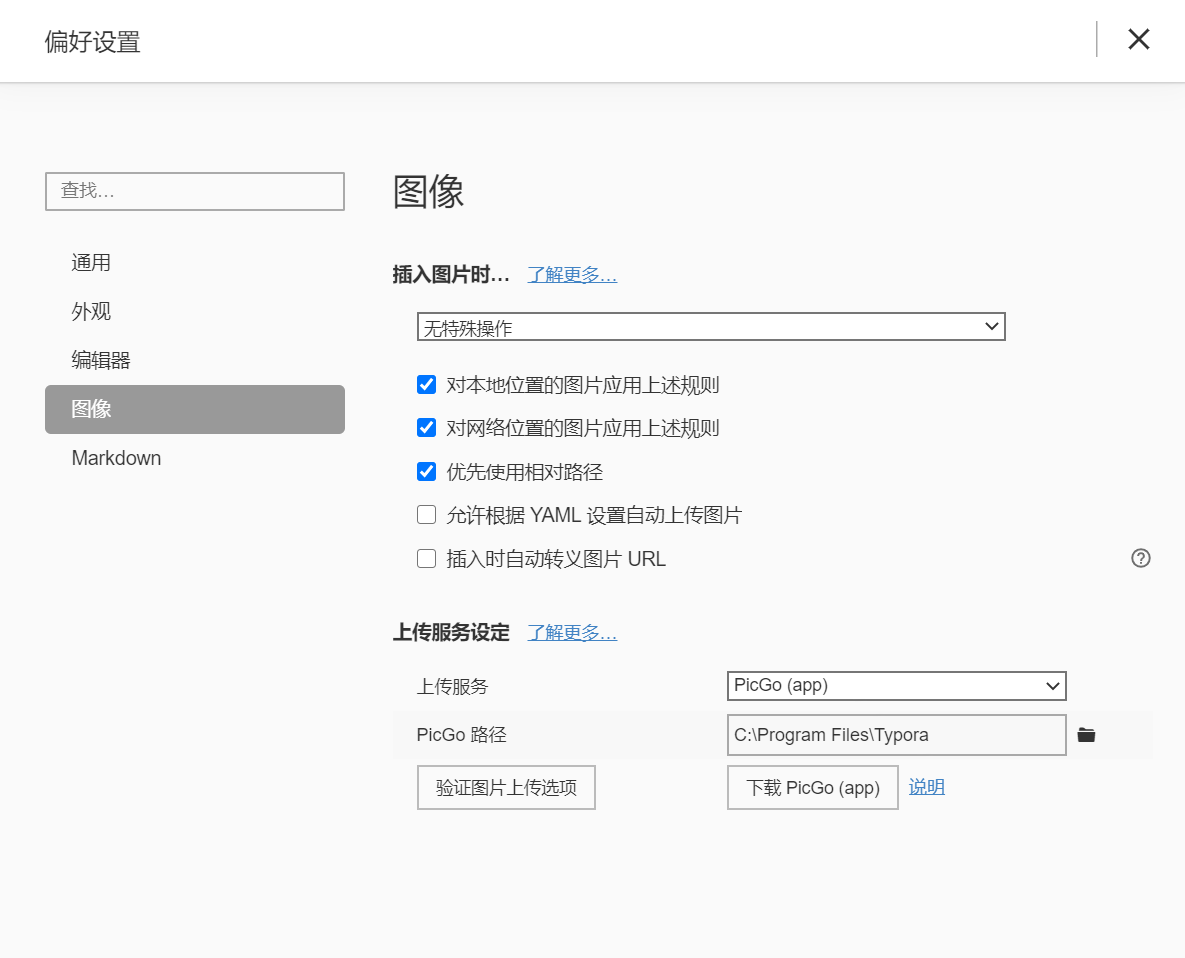 偏好设置
查找…
通用
外观
编辑器
图像
Markdown
图像
插入图片时… 了解更多…
无特殊操作
对本地位置的图片应用上述规则
对网络位置的图片应用上述规则
优先使用相对路径
允许根据 YAML 设置自动上传图片
插入时自动转义图片 URL
上传服务设定 了解更多…
上传服务 PicGo (app)
PicGo 路径 C:\Program Files\Typora
验证图片上传选项 下载 PicGo (app) 说明